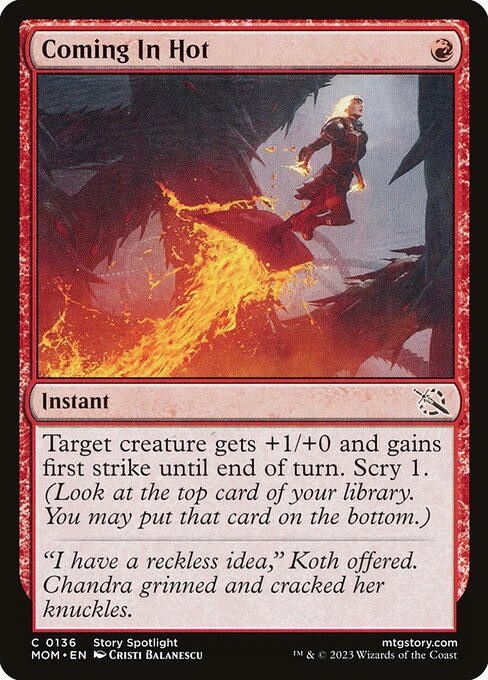 Coming In Hot
Instant
Target creature gets +1/+0 and gains
first strike until end of turn. Scry 1.
(Look at the top card of your library.
You may put that card on the bottom.)
“I have a reckless idea,” Koth offered.
Chandra grinned and cracked her
knuckles.
C 0136 Story Spotlight mtgstory.com
MOM • EN Cristi Balanescu ™ & © 2023 Wizards of the Coast